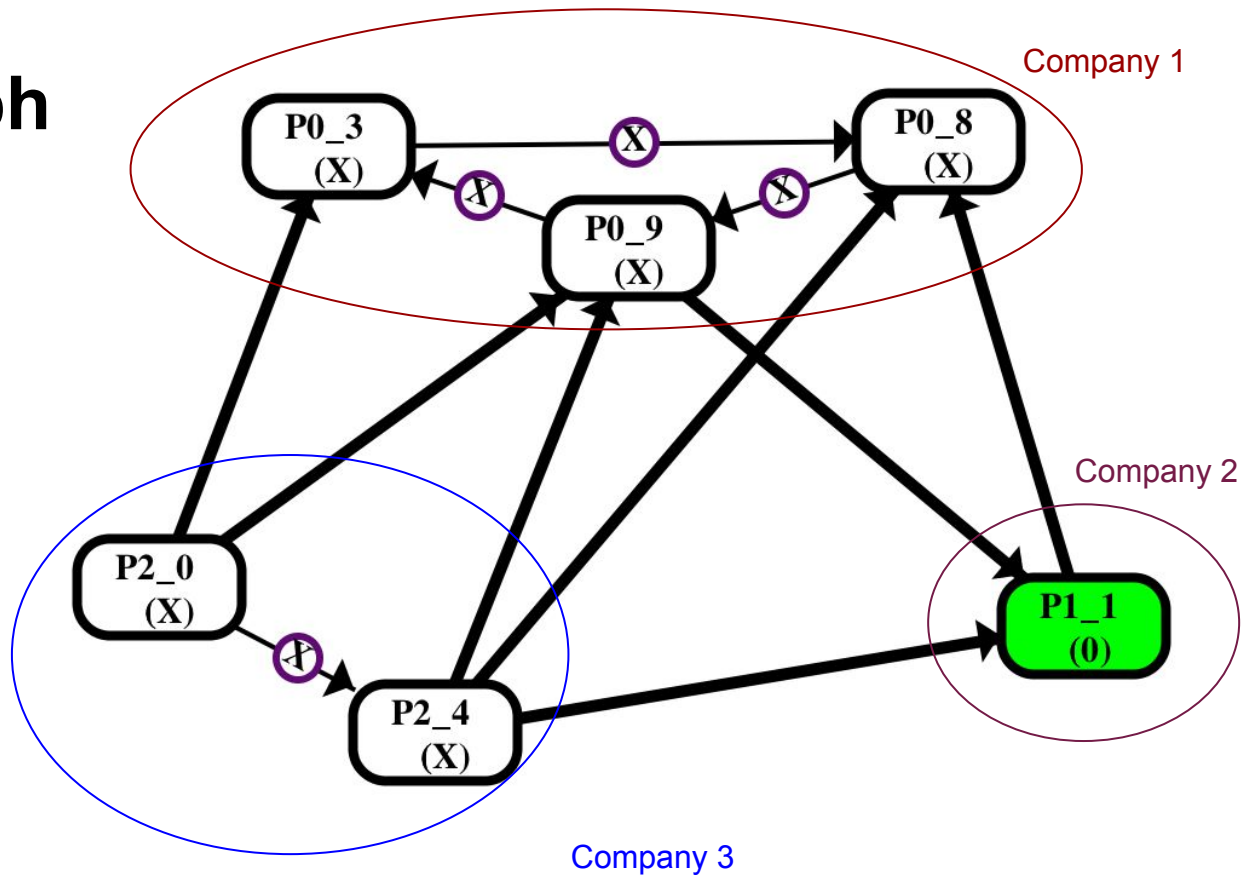 ph
Company 1
P0_3
(X)
X
P0_8
(X)
X
X
P0_9
(X)
Company 2
P2_0
(X)
X
P1_1
(0)
P2_4
(X)
Company 3